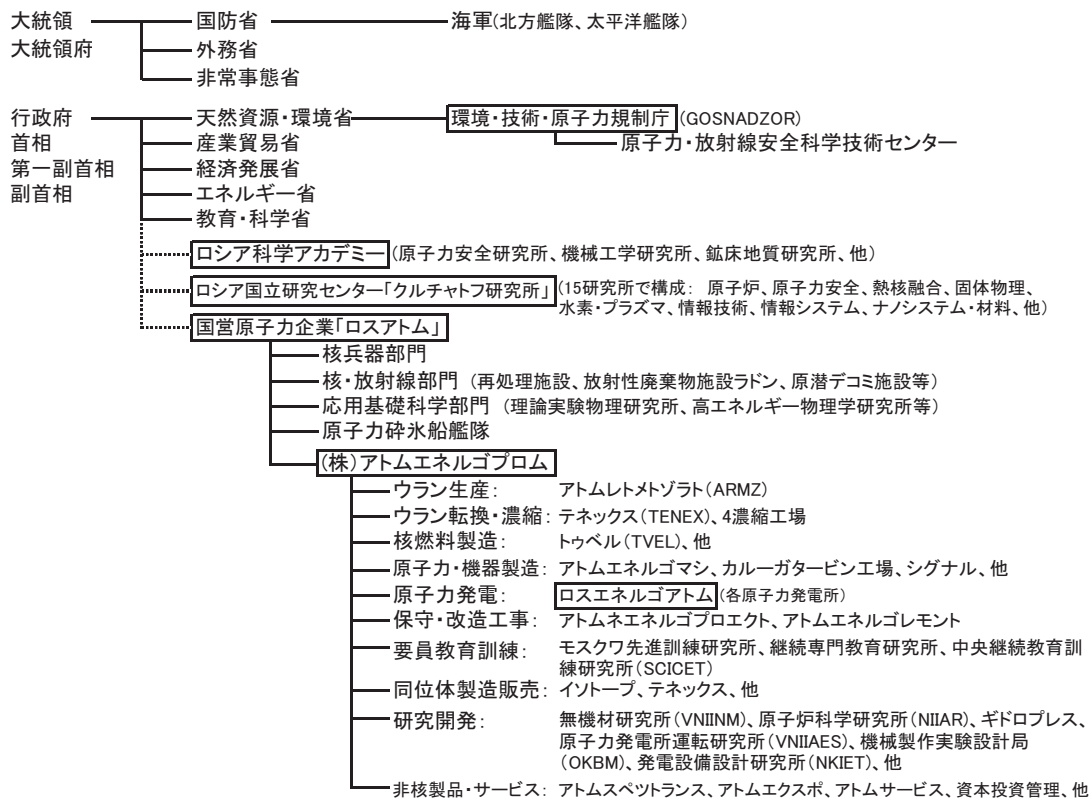 大統領 国防省 海軍(北方艦隊、太平洋艦隊)
大統領府 外務省
非常事態省
行政府 天然資源・環境省 環境・技術・原子力規制庁 (GOSNADZOR)
首相 産業貿易省 原子力・放射線安全科学技術センター
第一副首相 経済発展省
副首相 エネルギー省
教育・科学省
ロシア科学アカデミー (原子力安全研究所、機械工学研究所、鉱床地質研究所、他)
ロシア国立研究センター「クルチャトフ研究所」 (15研究所で構成: 原子炉、原子力安全、熱核融合、固体物理、
水素・プラズマ、情報技術、情報システム、ナノシステム・材料、他)
国営原子力企業「ロスアトム」
核兵器部門
核・放射線部門 (再処理施設、放射性廃棄物施設ラドン、原潜デコミ施設等)
応用基礎科学部門 (理論実験物理研究所、高エネルギー物理学研究所等)
原子力砕氷船艦隊
(株)アトムエネルゴプロム
ウラン生産: アトムレトメトゾラト(ARMZ)
ウラン転換・濃縮: テネックス(TENEX)、4濃縮工場
核燃料製造: トゥベル(TVEL)、他
原子力・機器製造: アトムエネルゴマシ、カルーガタービン工場、シグナル、他
原子力発電: ロスエネルゴアトム (各原子力発電所)
保守・改造工事: アトムネエネルゴプロエクト、アトムエネルゴレモント
要員教育訓練: モスクワ先進訓練研究所、継続専門教育研究所、中央継続教育訓
練研究所(SCICET)
同位体製造販売: イソトープ、テネックス、他
研究開発: 無機材研究所(VNIINM)、原子炉科学研究所(NIIAR)、ギドロプレス、
原子力発電所運転研究所(VNIIAES)、機械製作実験設計局
(OKBM)、発電設備設計研究所(NKIET)、他
非核製品・サービス: アトムスペツトランス、アトムエクスポ、アトムサービス、資本投資管理、他